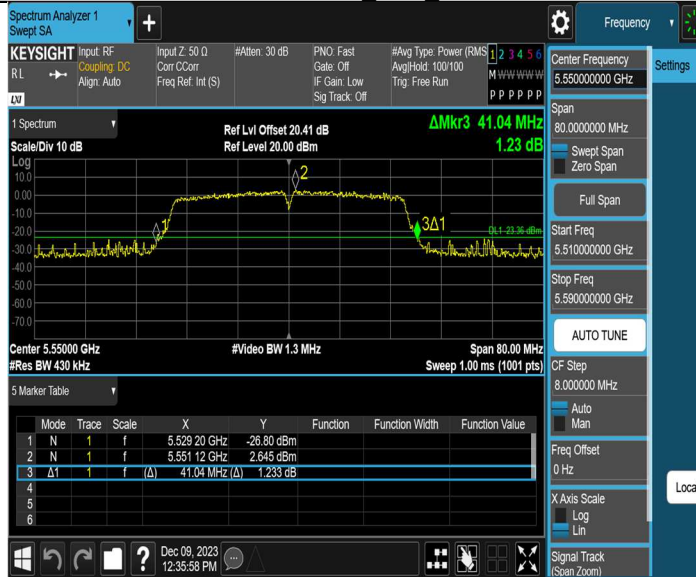 Spectrum Analyzer 1
Swept SA
Frequency
KEYSIGHT
Input: RF
Input Z: 50 Ω
#Atten: 30 dB
PNO: Fast
#Avg Type: Power (RMS
1 2 3 4 5 6
RL
Coupling: DC
Corr CCorr
Gate: Off
Avg|Hold: 100/100
M W W W W W
Align: Auto
Freq Ref: Int (S)
IF Gain: Low
Trig: Free Run
Sig Track: Off
P P P P P P
LXI
1 Spectrum
Ref Lvl Offset 20.41 dB
ΔMkr3 41.04 MHz
Scale/Div 10 dB
Ref Level 20.00 dBm
1.23 dB
Log
10.0
0.00
-10.0
-20.0
-30.0
-40.0
-50.0
-60.0
-70.0
1
2
3Δ1
DL1 -23.36 dBm
Center 5.55000 GHz
#Video BW 1.3 MHz
Span 80.00 MHz
#Res BW 430 kHz
Sweep 1.00 ms (1001 pts)
5 Marker Table
Mode Trace Scale X Y Function Function Width Function Value
1 N 1 f 5.529 20 GHz -26.80 dBm
2 N 1 f 5.551 12 GHz 2.645 dBm
3 Δ1 1 f (Δ) 41.04 MHz (Δ) 1.233 dB
4
5
6
Dec 09, 2023
12:35:58 PM
Center Frequency
5.550000000 GHz
Settings
Span
80.0000000 MHz
Swept Span
Zero Span
Full Span
Start Freq
5.510000000 GHz
Stop Freq
5.590000000 GHz
AUTO TUNE
CF Step
8.000000 MHz
Auto
Man
Freq Offset
0 Hz
X Axis Scale
Log
Lin
Signal Track
(Span Zoom)
Loca